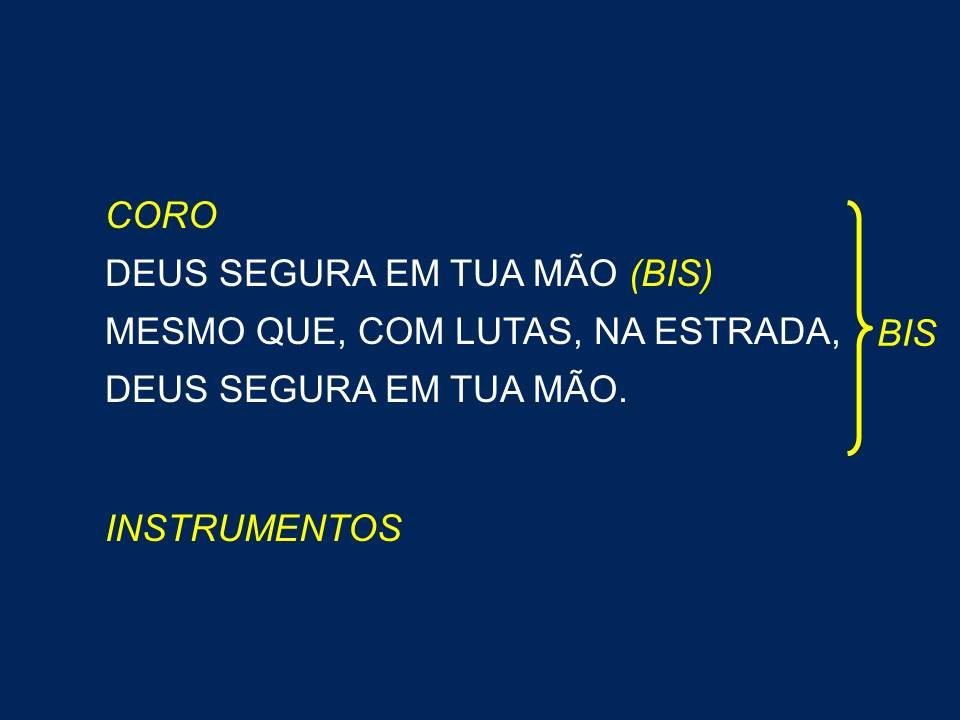 CORO
DEUS SEGURA EM TUA MÃO (BIS)
MESMO QUE, COM LUTAS, NA ESTRADA,
BIS
DEUS SEGURA EM TUA MÃO.
INSTRUMENTOS